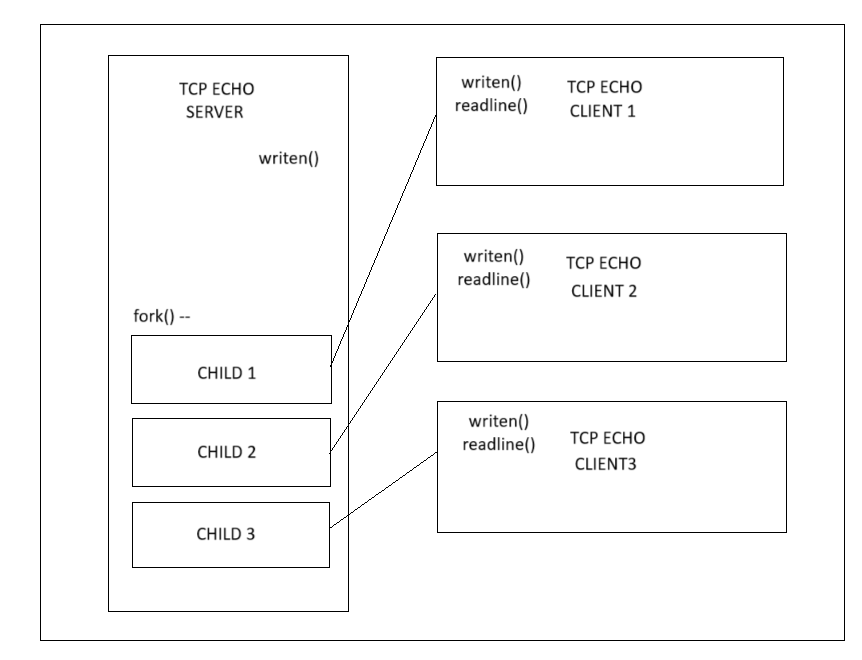 TCP ECHO
SERVER
writen()
fork() --
CHILD 1
CHILD 2
CHILD 3
writen()
readline()
TCP ECHO
CLIENT 1
writen()
readline()
TCP ECHO
CLIENT 2
writen()
readline()
TCP ECHO
CLIENT3